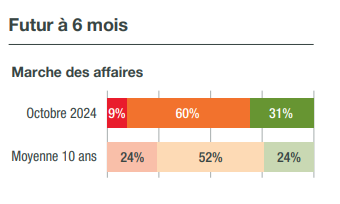 Futur à 6 mois
Marche des affaires
Octobre 2024 9% 60% 31%
Moyenne 10 ans 24% 52% 24%